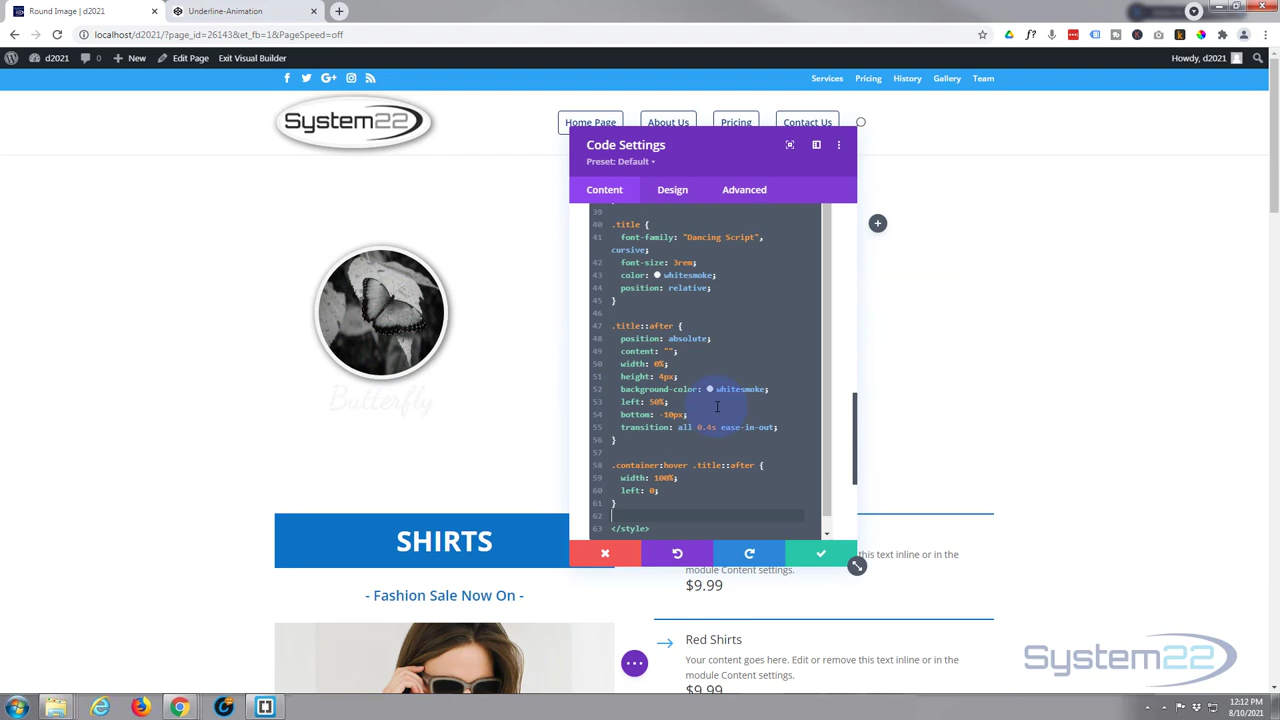 Round Image | d2021
Underline-Animation
localhost/d2021/?page_id=26143&et_fb=1&PageSpeed=off
d2021 0 New Edit Page Exit Visual Builder Howdy, d2021
Services Pricing History Gallery Team
System22
Home Page About Us Pricing Contact Us
Code Settings
Preset: Default
Content Design Advanced
39
40 .title {
41 font-family: "Dancing Script",
cursive;
42 font-size: 3rem;
43 color: whitesmoke;
44 position: relative;
45 }
46
47 .title::after {
48 position: absolute;
49 content: "";
50 width: 0%;
51 height: 4px;
52 background-color: whitesmoke;
53 left: 50%;
54 bottom: -10px;
55 transition: all 0.4s ease-in-out;
56 }
57
58 .container:hover .title::after {
59 width: 100%;
60 left: 0;
61 }
62
63 </style>
Butterfly
SHIRTS
- Fashion Sale Now On -
this text inline or in the
module Content settings.
$9.99
Red Shirts
Your content goes here. Edit or remove this text inline or in the
module Content settings.
$9.99
System22
12:12 PM
8/10/2021